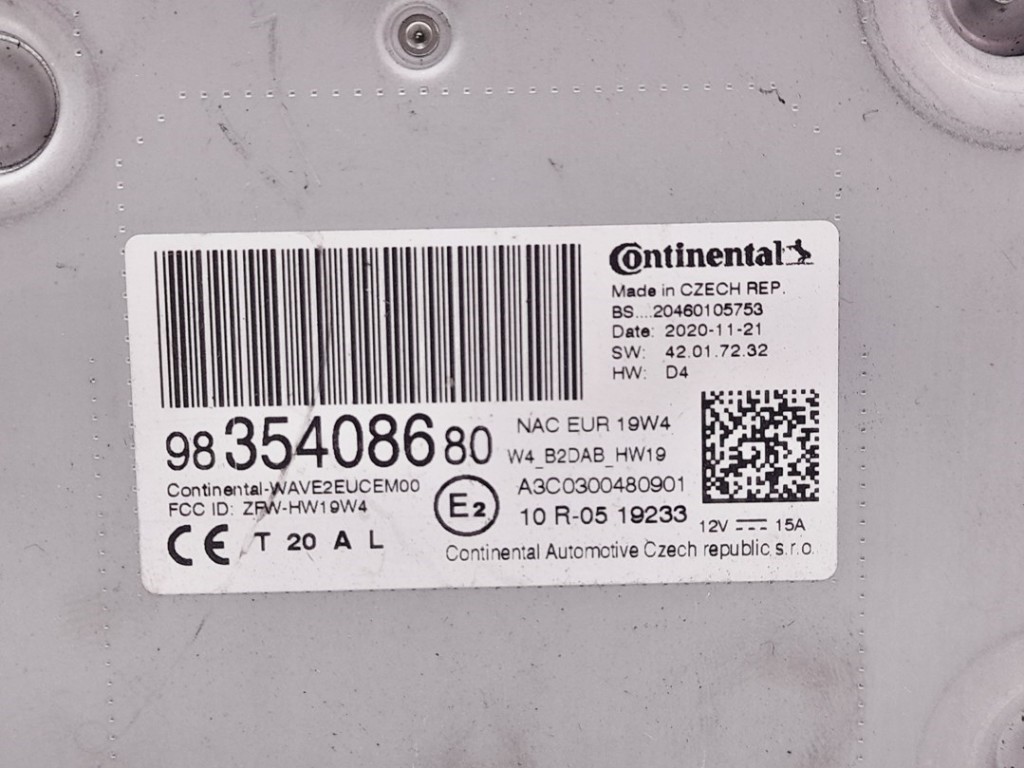 Continental
Made in CZECH REP.
BS....20460105753
Date: 2020-11-21
SW: 42.01.72.32
HW: D4
98 354086 80
NAC EUR 19W4
W4_B2DAB_HW19
Continental-WAVE2EUCEM00
FCC ID: ZFW-HW19W4
E2
A3C0300480901
10 R-05 19233
12V 15A
CE T 20 A L
Continental Automotive Czech republic s.r.o.